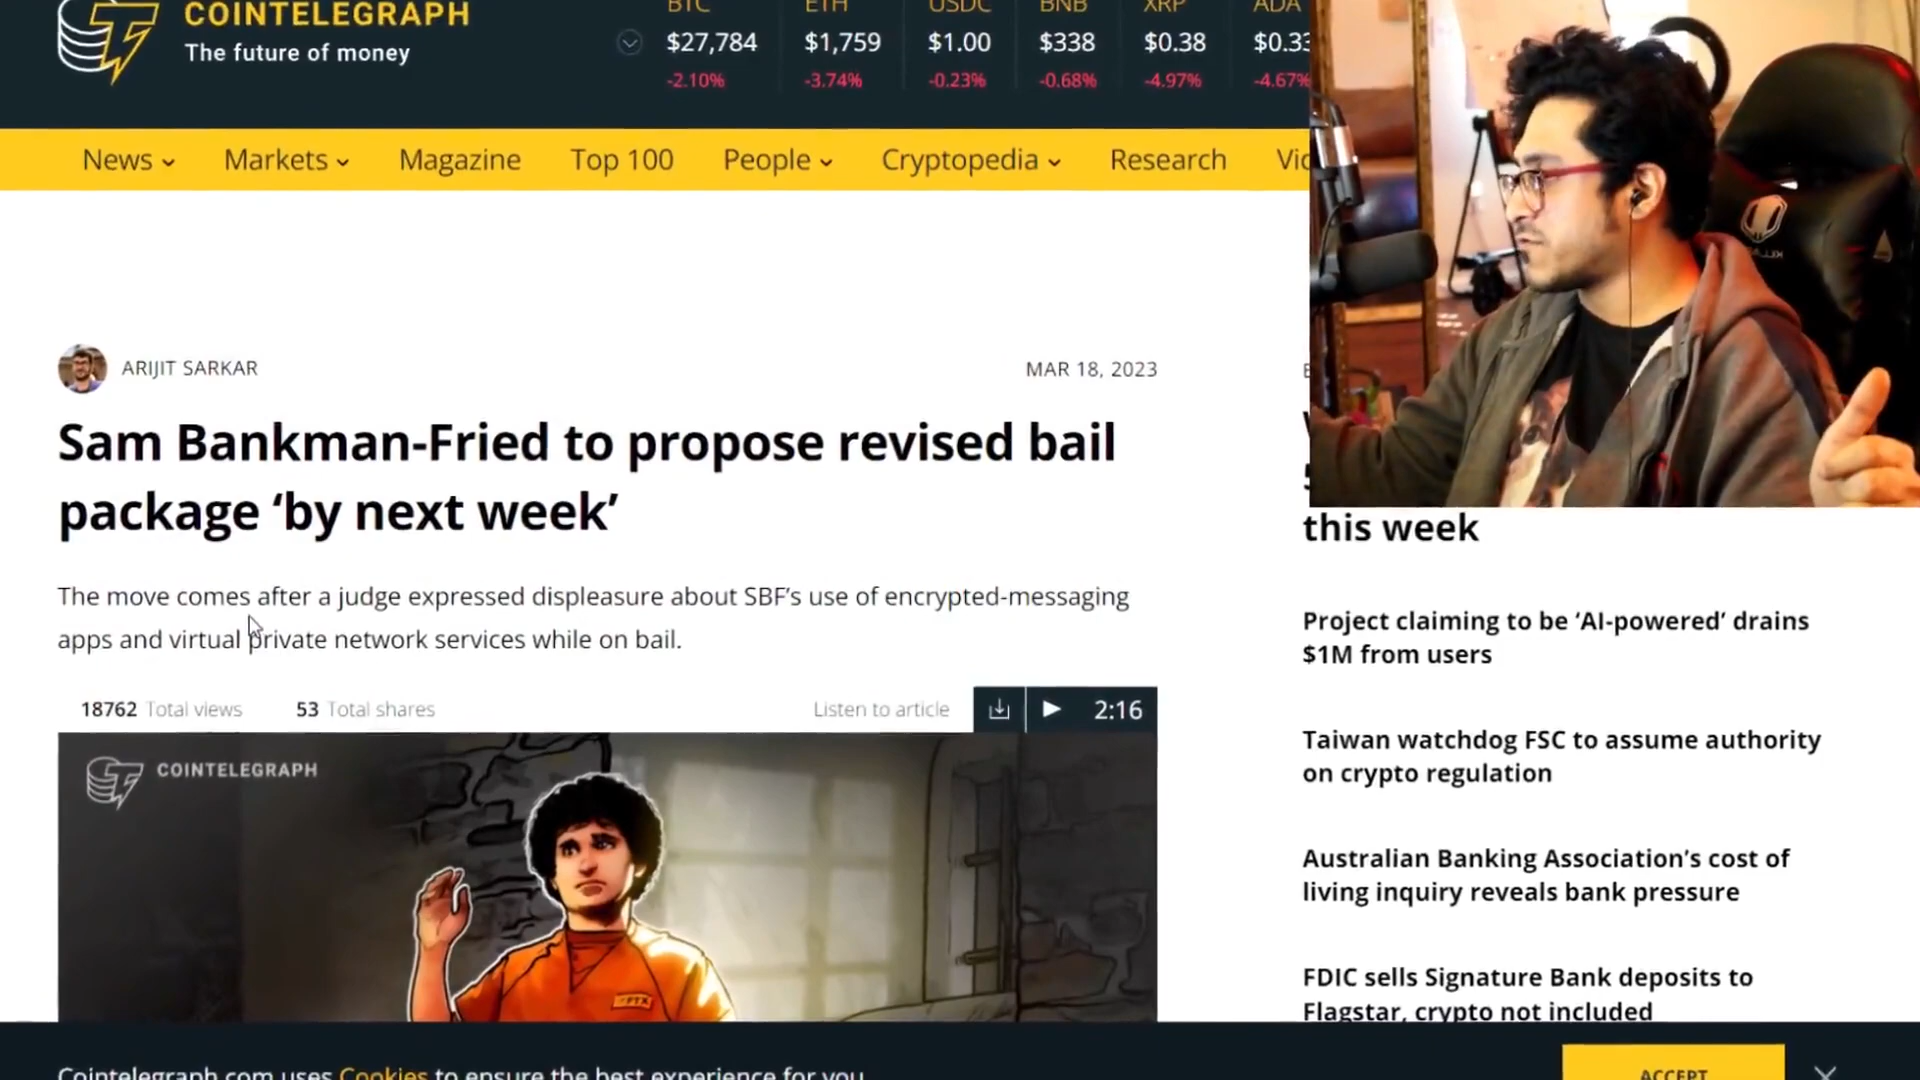 COINTELEGRAPH
The future of money
BTC ETH USDC BNB XRP ADA
$27,784 $1,759 $1.00 $338 $0.38 $0.33
-2.10% -3.74% -0.23% -0.68% -4.97% -4.67%
News Markets Magazine Top 100 People Cryptopedia Research
ARIJIT SARKAR
MAR 18, 2023
Sam Bankman-Fried to propose revised bail
package ‘by next week’
The move comes after a judge expressed displeasure about SBF’s use of encrypted-messaging
apps and virtual private network services while on bail.
18762 Total views 53 Total shares
Listen to article 2:16
COINTELEGRAPH
FTX
this week
Project claiming to be ‘AI-powered’ drains
$1M from users
Taiwan watchdog FSC to assume authority
on crypto regulation
Australian Banking Association’s cost of
living inquiry reveals bank pressure
FDIC sells Signature Bank deposits to
Flagstar, crypto not included
Cointelegraph.com uses Cookies to ensure the best experience for you
ACCEPT